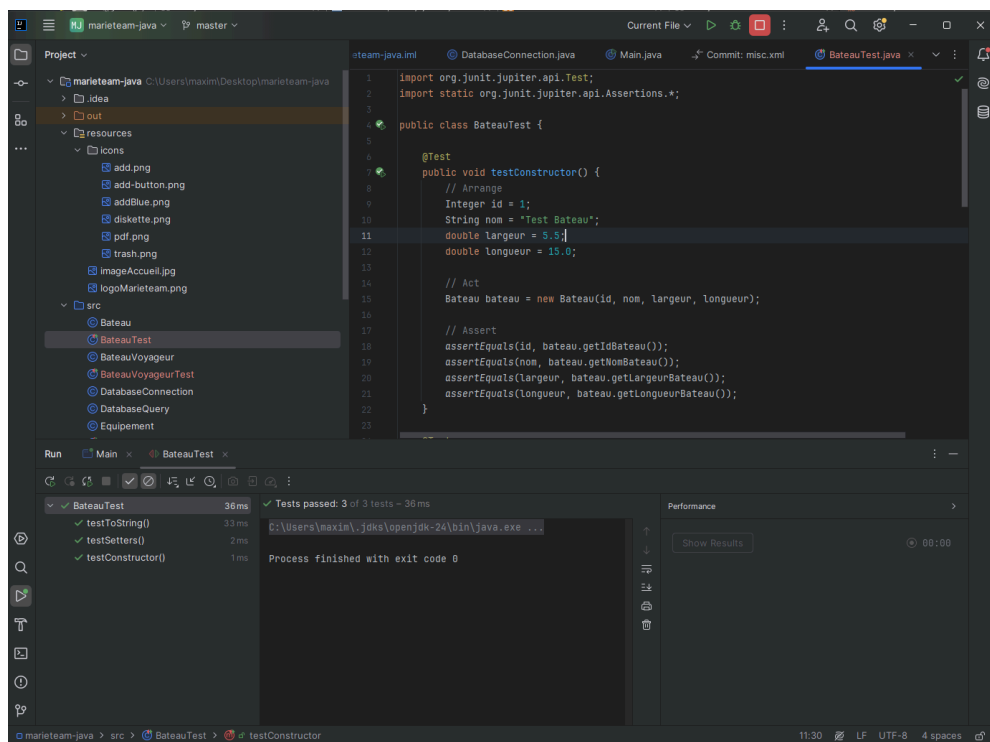 MJ marieteam-java master Current File
Project
eteam-java.iml DatabaseConnection.java Main.java Commit: misc.xml BateauTest.java
marieteam-java C:\Users\maxim\Desktop\marieteam-java
.idea
out
resources
icons
add.png
add-button.png
addBlue.png
diskette.png
pdf.png
trash.png
imageAccueil.jpg
logoMarieteam.png
src
Bateau
BateauTest
BateauVoyageur
BateauVoyageurTest
DatabaseConnection
DatabaseQuery
Equipement
1 import org.junit.jupiter.api.Test;
2 import static org.junit.jupiter.api.Assertions.*;
3
4 public class BateauTest {
5
6 @Test
7 public void testConstructor() {
8 // Arrange
9 Integer id = 1;
10 String nom = "Test Bateau";
11 double largeur = 5.5;
12 double longueur = 15.0;
13
14 // Act
15 Bateau bateau = new Bateau(id, nom, largeur, longueur);
16
17 // Assert
18 assertEquals(id, bateau.getIdBateau());
19 assertEquals(nom, bateau.getNomBateau());
20 assertEquals(largeur, bateau.getLargeurBateau());
21 assertEquals(longueur, bateau.getLongueurBateau());
22 }
23
Run Main BateauTest
BateauTest 36 ms
testToString() 33 ms
testSetters() 2 ms
testConstructor() 1 ms
Tests passed: 3 of 3 tests – 36 ms
C:\Users\maxim\.jdks\openjdk-24\bin\java.exe ...
Process finished with exit code 0
Performance
Show Results 00:00
marieteam-java > src > BateauTest > testConstructor
11:30 LF UTF-8 4 spaces